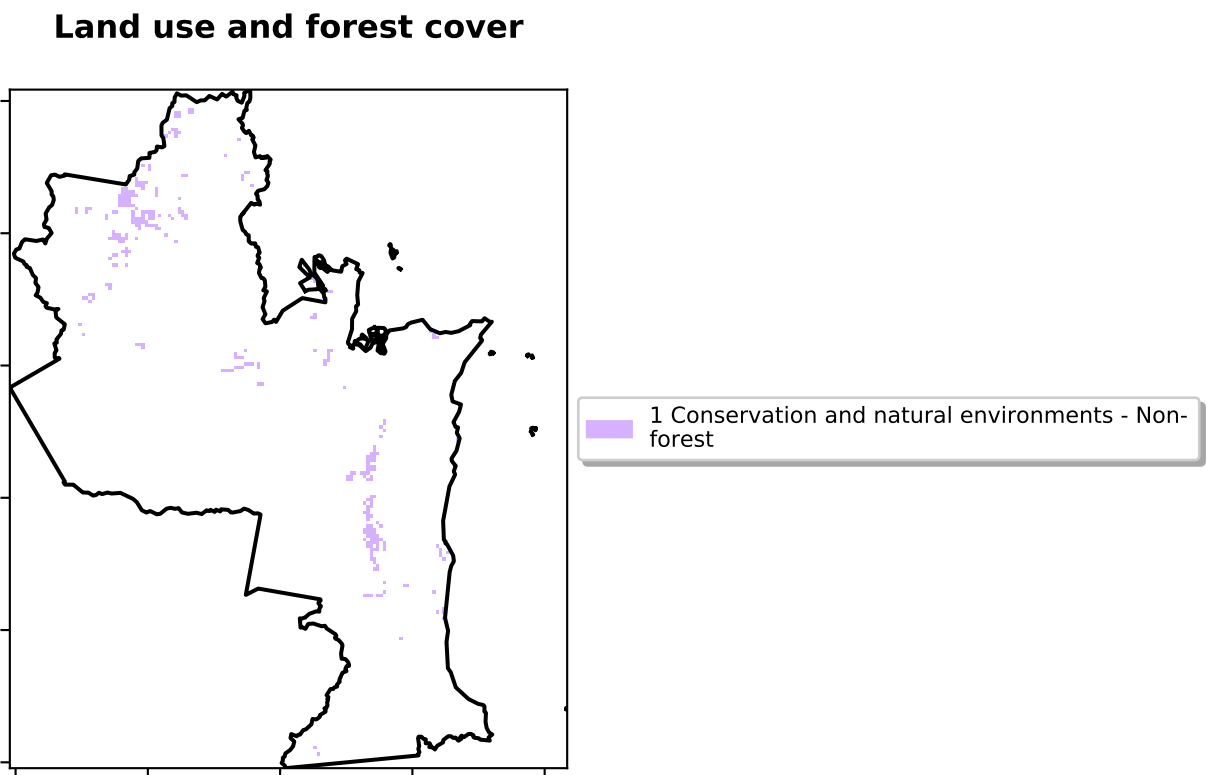 Land use and forest cover
1 Conservation and natural environments - Non-
forest